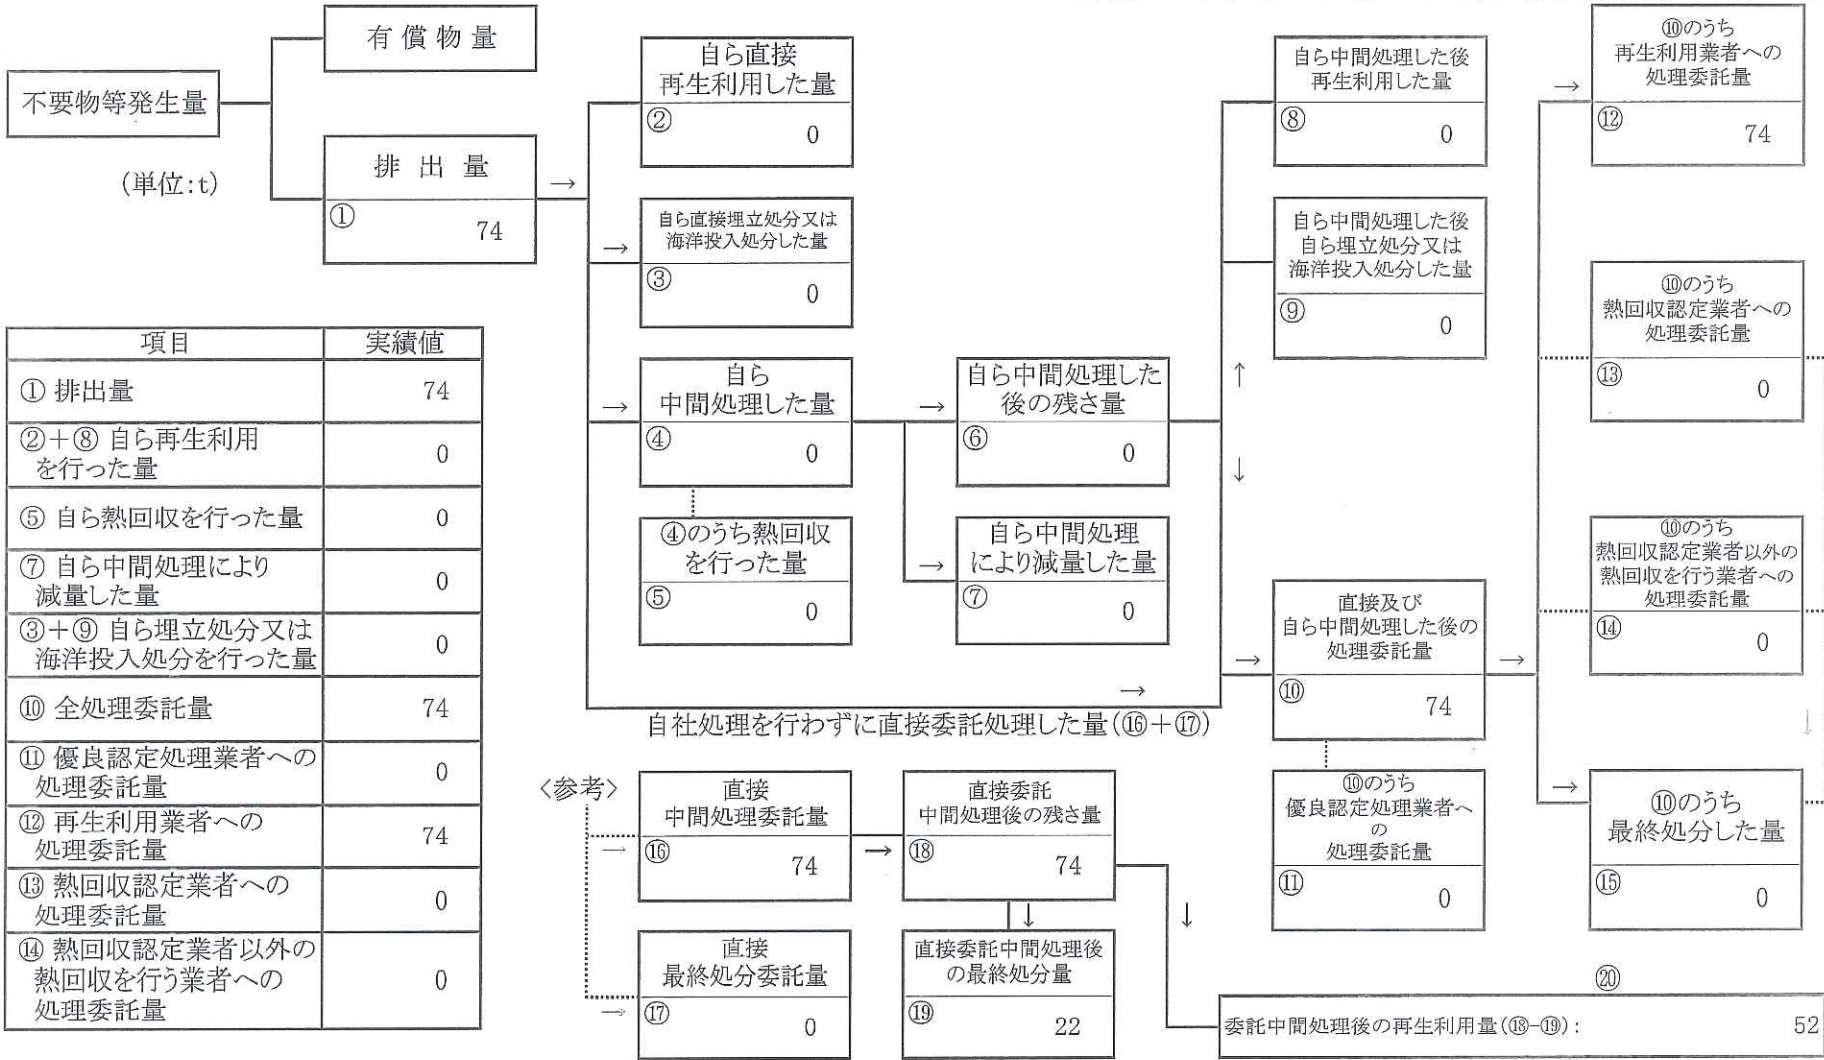 不要物等発生量
(単位:t)
有償物量
排出量
① 74
自ら直接
再生利用した量
② 0
自ら直接埋立処分又は
海洋投入処分した量
③ 0
自ら
中間処理した量
④ 0
④のうち熱回収
を行った量
⑤ 0
自ら中間処理した
後の残さ量
⑥ 0
自ら中間処理
により減量した量
⑦ 0
自ら中間処理した後
再生利用した量
⑧ 0
自ら中間処理した後
自ら埋立処分又は
海洋投入処分した量
⑨ 0
直接及び
自ら中間処理した後の
処理委託量
⑩ 74
⑩のうち
優良認定処理業者へ
の
処理委託量
⑪ 0
⑩のうち
再生利用業者への
処理委託量
⑫ 74
⑩のうち
熱回収認定業者への
処理委託量
⑬ 0
⑩のうち
熱回収認定業者以外の
熱回収を行う業者への
処理委託量
⑭ 0
⑩のうち
最終処分した量
⑮ 0
自社処理を行わずに直接委託処理した量(⑯+⑰)
〈参考〉
直接
中間処理委託量
⑯ 74
直接
最終処分委託量
⑰ 0
直接委託
中間処理後の残さ量
⑱ 74
直接委託中間処理後
の最終処分量
⑲ 22
⑳
委託中間処理後の再生利用量(⑱-⑲): 52
項目 実績値
① 排出量 74
②+⑧ 自ら再生利用
を行った量 0
⑤ 自ら熱回収を行った量 0
⑦ 自ら中間処理により
減量した量 0
③+⑨ 自ら埋立処分又は
海洋投入処分を行った量 0
⑩ 全処理委託量 74
⑪ 優良認定処理業者への
処理委託量 0
⑫ 再生利用業者への
処理委託量 74
⑬ 熱回収認定業者への
処理委託量 0
⑭ 熱回収認定業者以外の
熱回収を行う業者への
処理委託量 0